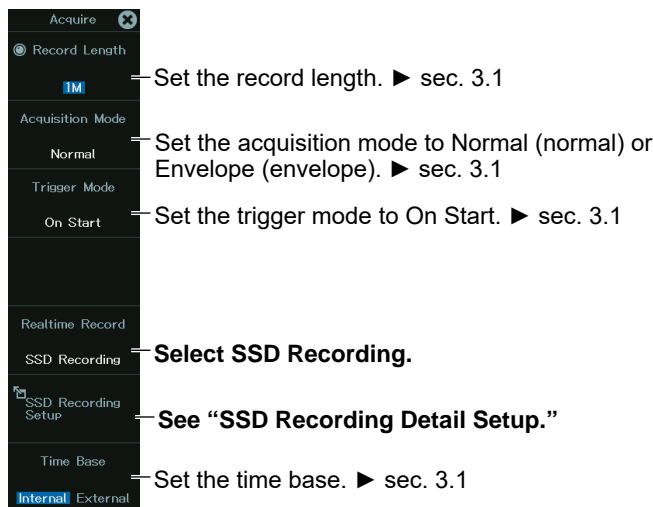 Acquire
Record Length
1M
Set the record length. ► sec. 3.1
Acquisition Mode
Normal
Set the acquisition mode to Normal (normal) or
Envelope (envelope). ► sec. 3.1
Trigger Mode
On Start
Set the trigger mode to On Start. ► sec. 3.1
Realtime Record
SSD Recording
Select SSD Recording.
SSD Recording
Setup
See “SSD Recording Detail Setup.”
Time Base
Internal External
Set the time base. ► sec. 3.1